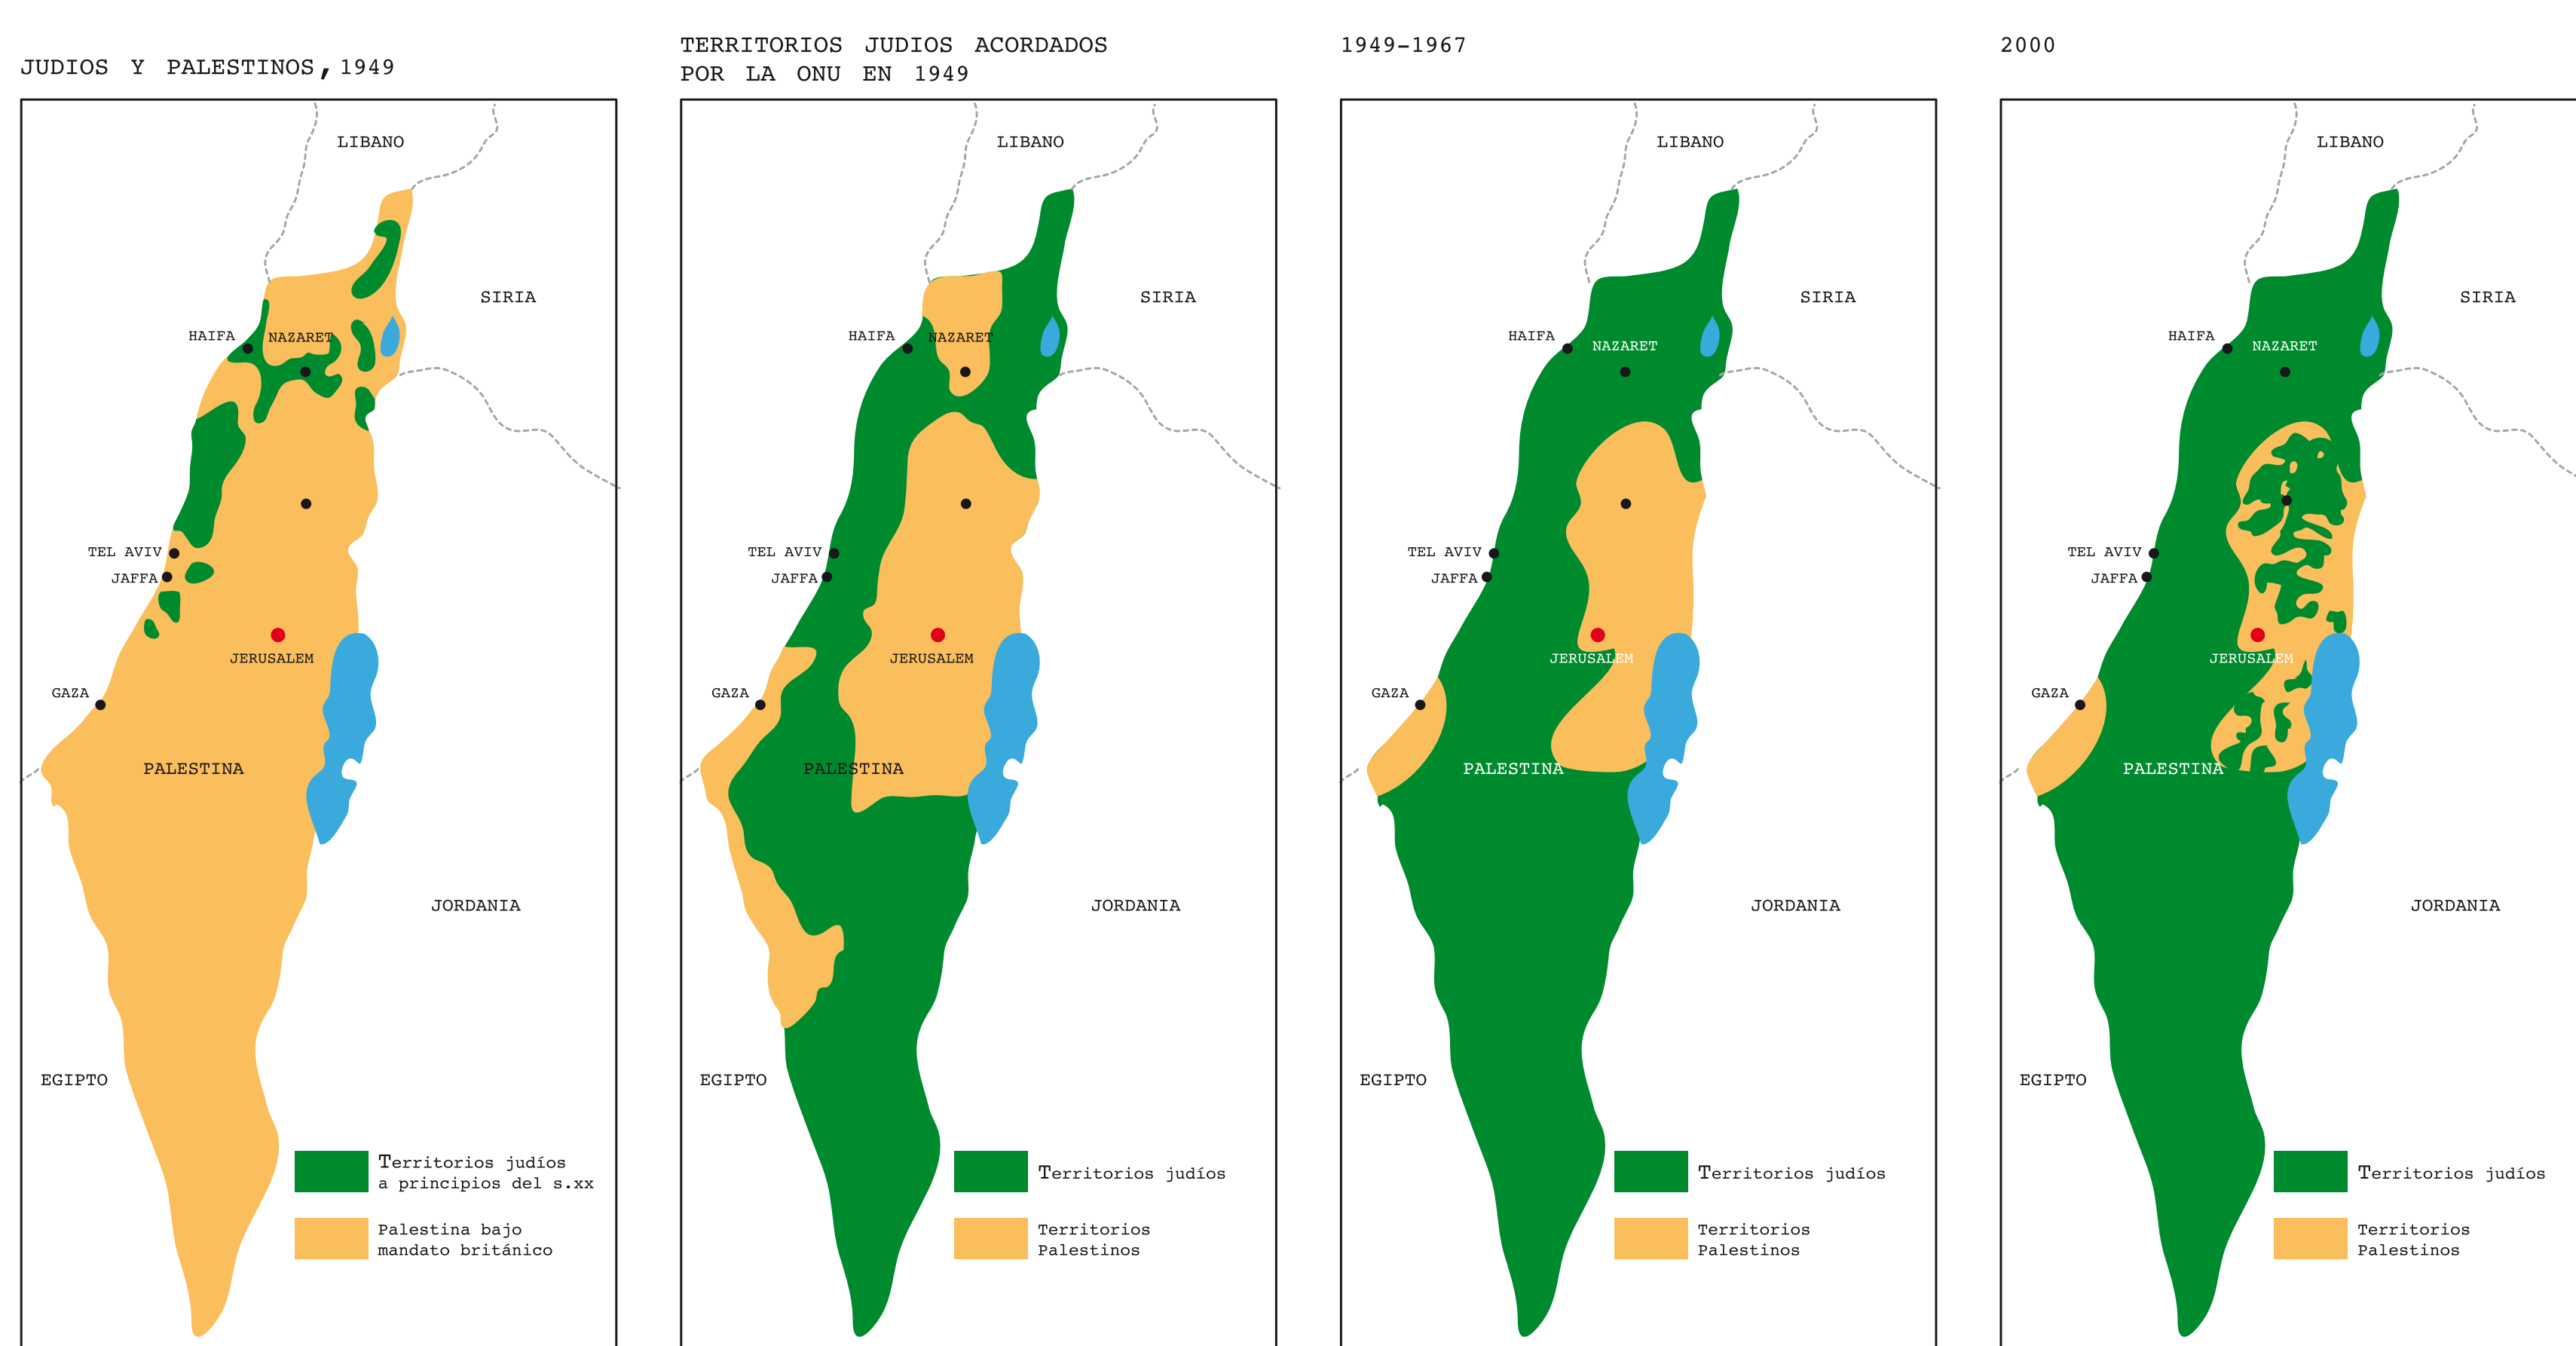 JUDIOS Y PALESTINOS, 1949
LIBANO
SIRIA
HAIFA
NAZARET
TEL AVIV
JAFFA
JERUSALEM
GAZA
PALESTINA
JORDANIA
EGIPTO
Territorios judíos
a principios del s.xx
Palestina bajo
mandato británico
TERRITORIOS JUDIOS ACORDADOS
POR LA ONU EN 1949
LIBANO
SIRIA
HAIFA
NAZARET
TEL AVIV
JAFFA
JERUSALEM
GAZA
PALESTINA
JORDANIA
EGIPTO
Territorios judíos
Territorios
Palestinos
1949-1967
LIBANO
SIRIA
HAIFA
NAZARET
TEL AVIV
JAFFA
JERUSALEM
GAZA
PALESTINA
JORDANIA
EGIPTO
Territorios judíos
Territorios
Palestinos
2000
LIBANO
SIRIA
HAIFA
NAZARET
TEL AVIV
JAFFA
JERUSALEM
GAZA
PALESTINA
JORDANIA
EGIPTO
Territorios judíos
Territorios
Palestinos